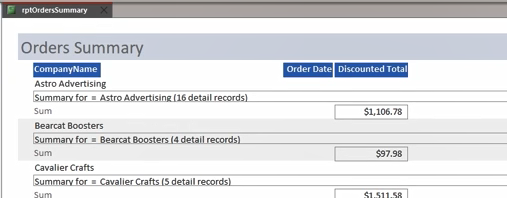 rptOrdersSummary
Orders Summary
CompanyName Order Date Discounted Total
Astro Advertising
Summary for = Astro Advertising (16 detail records)
Sum $1,106.78
Bearcat Boosters
Summary for = Bearcat Boosters (4 detail records)
Sum $97.98
Cavalier Crafts
Summary for = Cavalier Crafts (5 detail records)
Sum $1,511.58